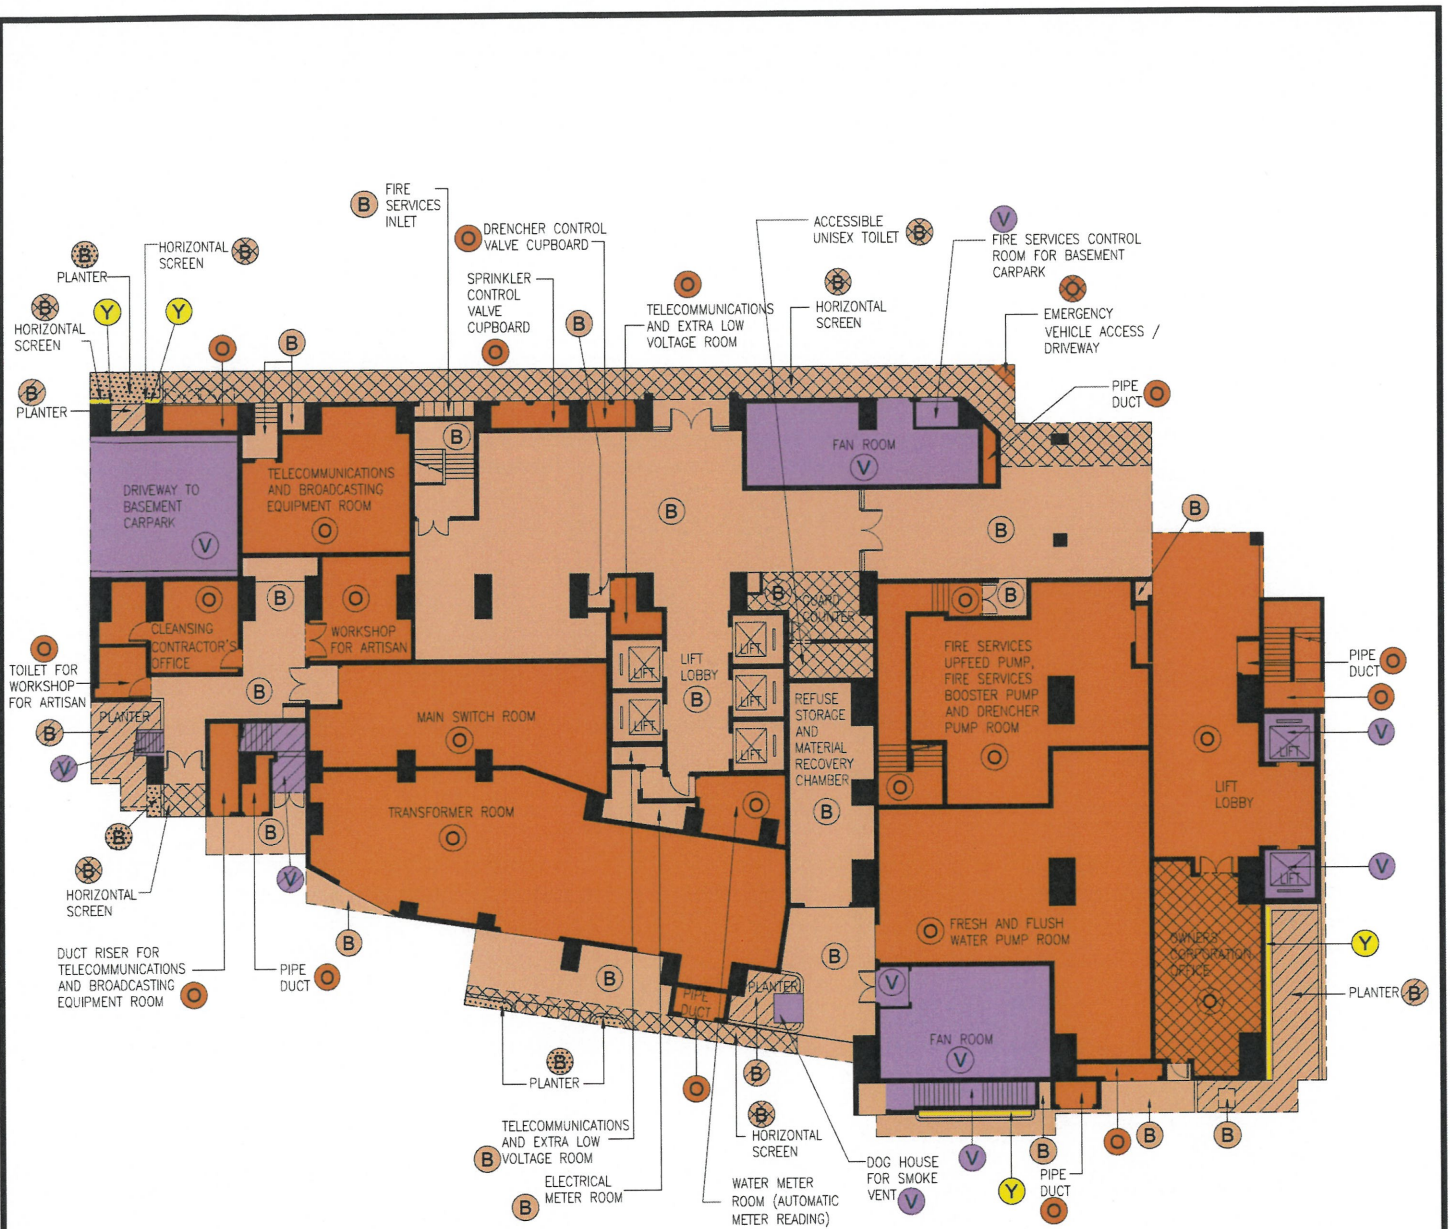 B
FIRE
SERVICES
INLET
O
DRENCHER CONTROL
VALVE CUPBOARD
ACCESSIBLE
UNISEX TOILET
B
V
FIRE SERVICES CONTROL
ROOM FOR BASEMENT
CARPARK
B
PLANTER
HORIZONTAL
SCREEN
B
SPRINKLER
CONTROL
VALVE
CUPBOARD
O
B
O
TELECOMMUNICATIONS
AND EXTRA LOW
VOLTAGE ROOM
B
HORIZONTAL
SCREEN
O
EMERGENCY
VEHICLE ACCESS /
DRIVEWAY
B
HORIZONTAL
SCREEN
Y
Y
O
B
B
PLANTER
PIPE
DUCT
O
B
FAN ROOM
V
DRIVEWAY TO
BASEMENT
CARPARK
V
TELECOMMUNICATIONS
AND BROADCASTING
EQUIPMENT ROOM
O
B
B
B
O
CLEANSING
CONTRACTOR'S
OFFICE
B
O
WORKSHOP
FOR ARTISAN
B
GUARD
COUNTER
O
B
O
TOILET FOR
WORKSHOP
FOR ARTISAN
B
LIFT
LIFT
LIFT
LOBBY
B
LIFT
LIFT
LIFT
FIRE SERVICES
UPFEED PUMP,
FIRE SERVICES
BOOSTER PUMP
AND DRENCHER
PUMP ROOM
O
PIPE
DUCT
O
O
PLANTER
B
V
MAIN SWITCH ROOM
O
REFUSE
STORAGE
AND
MATERIAL
RECOVERY
CHAMBER
B
O
O
LIFT
V
LIFT
LOBBY
TRANSFORMER ROOM
O
O
B
B
B
HORIZONTAL
SCREEN
V
LIFT
V
B
DUCT RISER FOR
TELECOMMUNICATIONS
AND BROADCASTING
EQUIPMENT ROOM
O
PIPE
DUCT
O
B
B
O
FRESH AND FLUSH
WATER PUMP ROOM
OWNERS'
CORPORATION
OFFICE
O
Y
PLANTER
B
PIPE
DUCT
PLANTER
V
FAN ROOM
V
B
PLANTER
O
B
B
HORIZONTAL
SCREEN
TELECOMMUNICATIONS
AND EXTRA LOW
VOLTAGE ROOM
B
ELECTRICAL
METER ROOM
B
WATER METER
ROOM (AUTOMATIC
METER READING)
DOG HOUSE
FOR SMOKE
VENT
V
V
Y
B
PIPE
DUCT
O
O
B
B